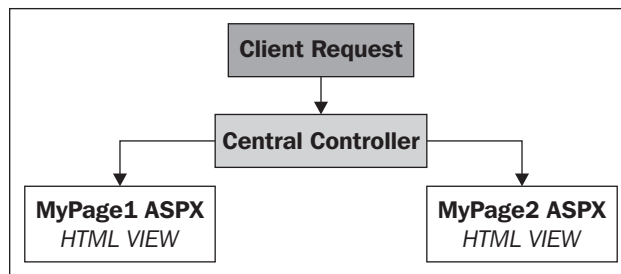 Client Request
Central Controller
MyPage1 ASPX
HTML VIEW
MyPage2 ASPX
HTML VIEW